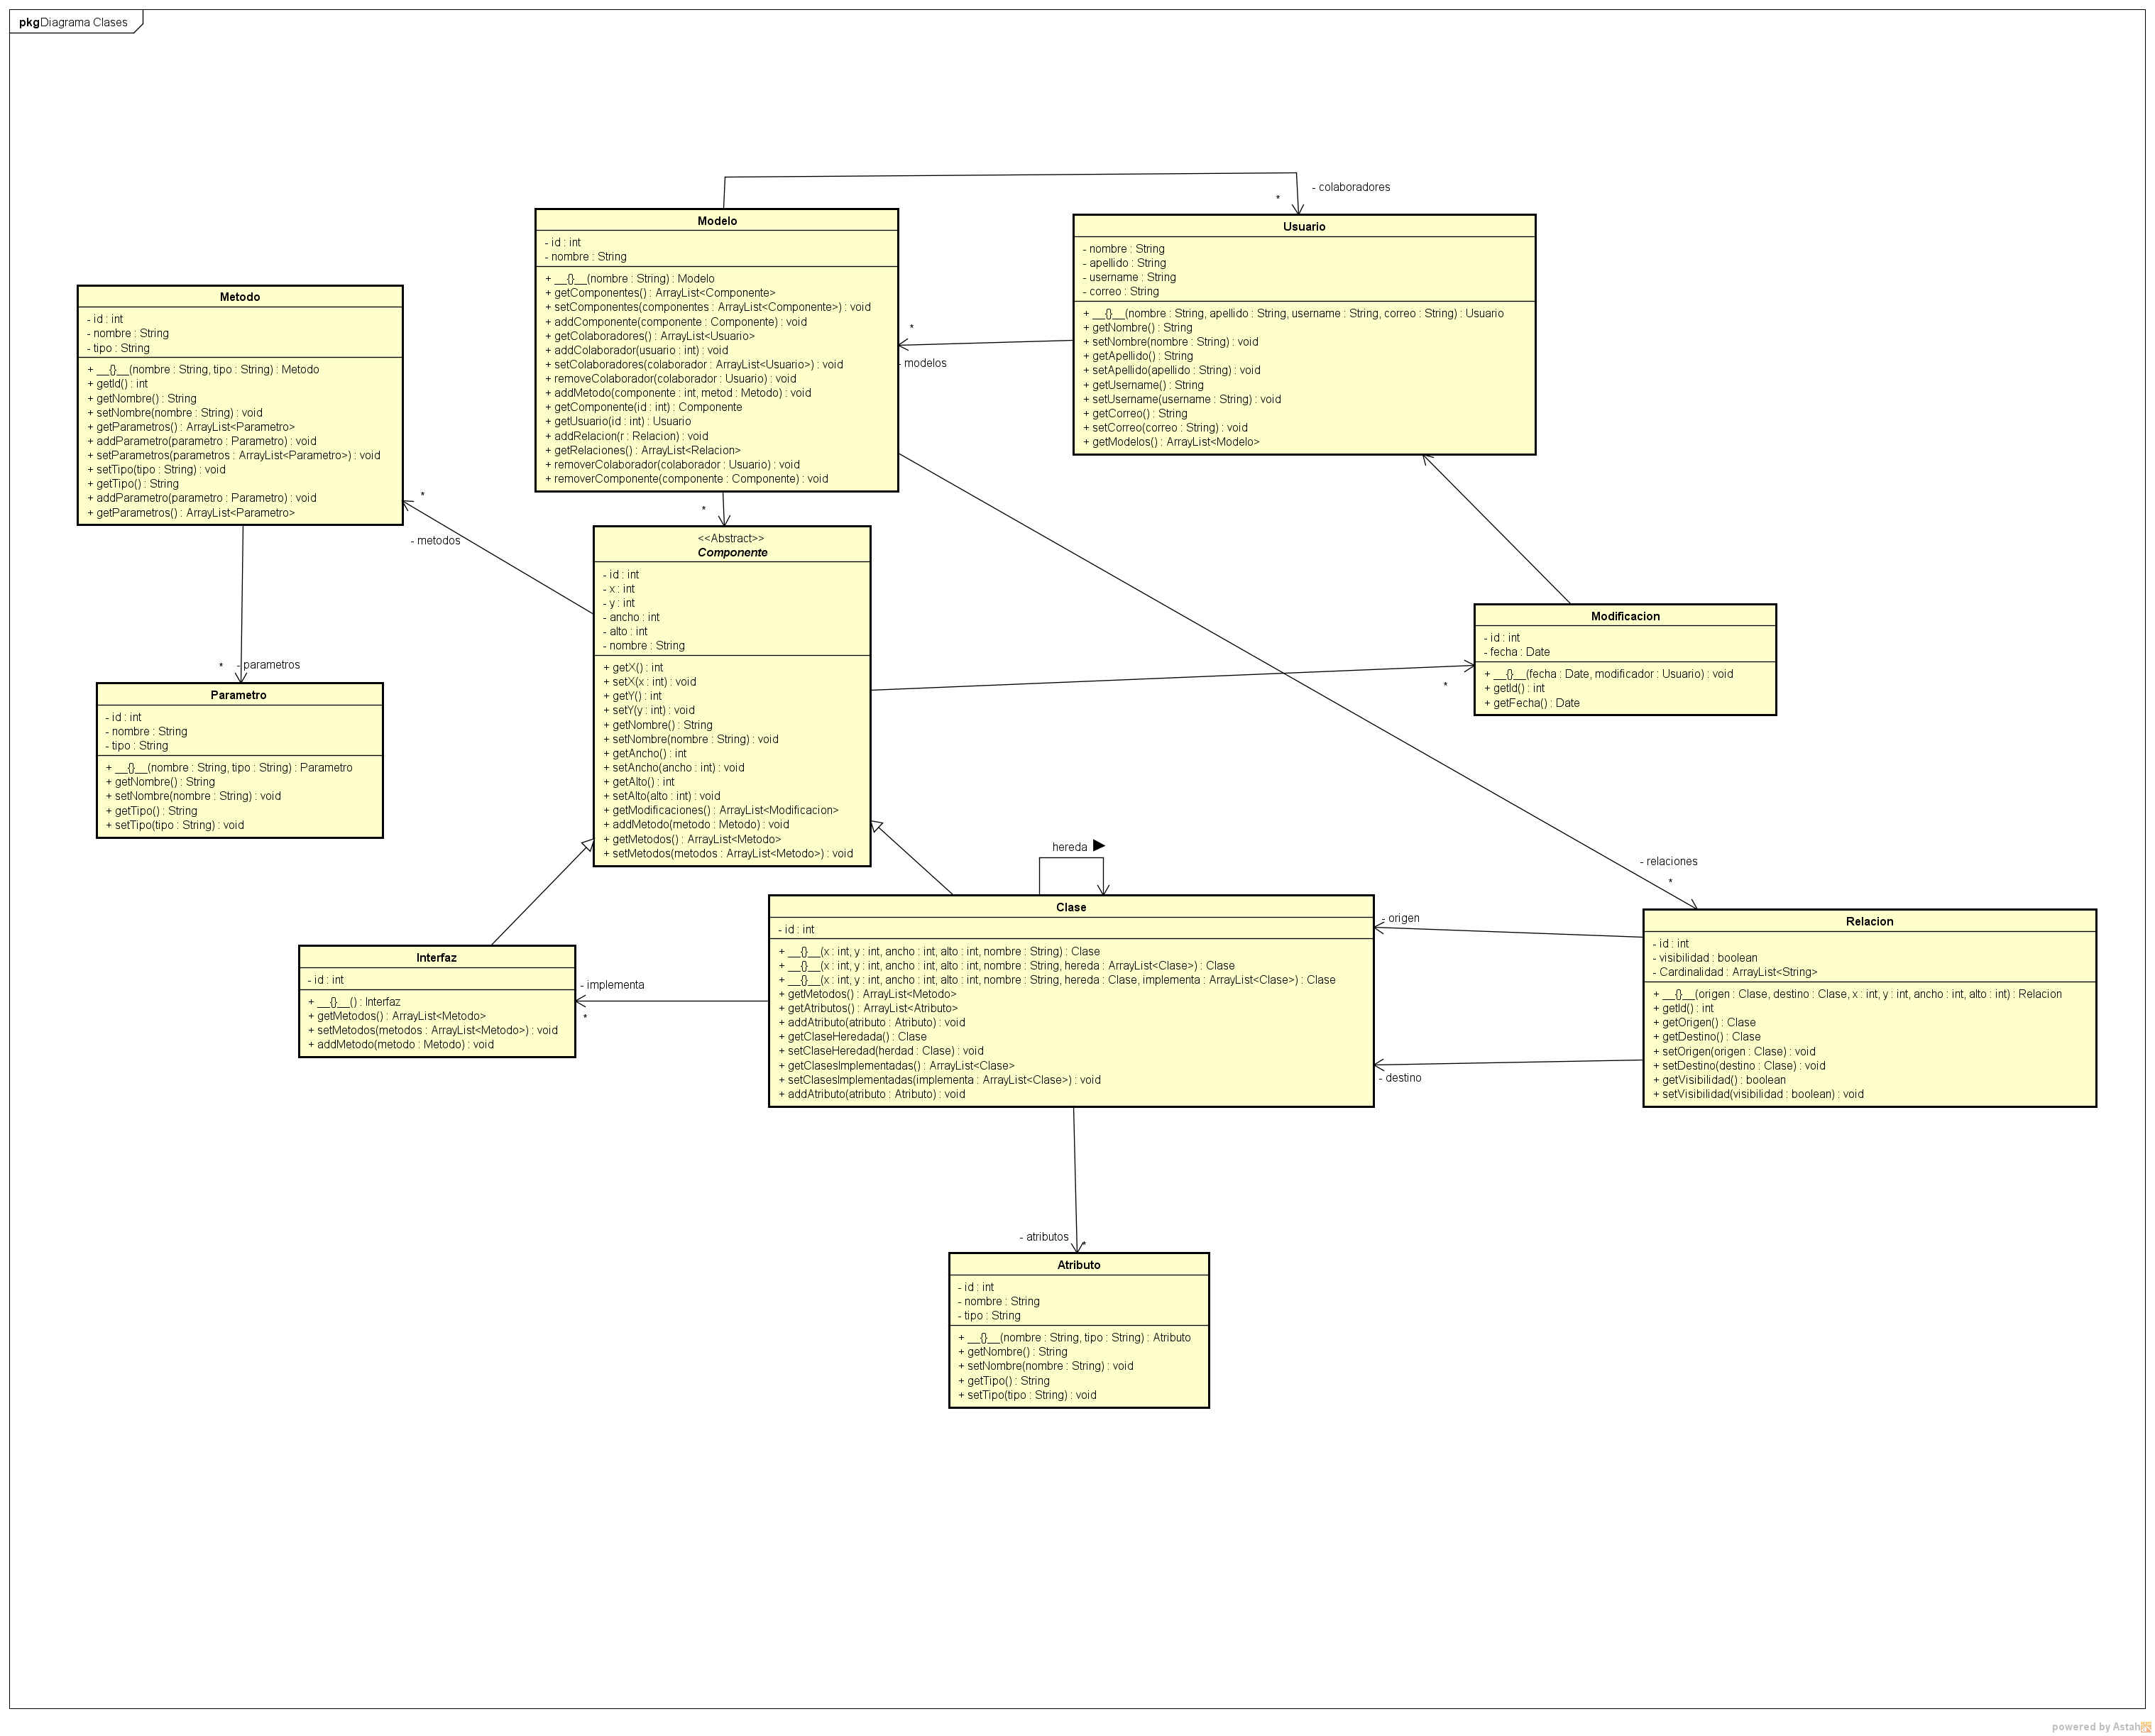 pkg Diagrama Clases
- colaboradores
*
Modelo
- id : int
- nombre : String
+ __{}__(nombre : String) : Modelo
+ getComponentes() : ArrayList<Componente>
+ setComponentes(componentes : ArrayList<Componente>) : void
+ addComponente(componente : Componente) : void
+ getColaboradores() : ArrayList<Usuario>
+ addColaborador(usuario : int) : void
+ setColaboradores(colaborador : ArrayList<Usuario>) : void
+ removeColaborador(colaborador : Usuario) : void
+ addMetodo(componente : int, metod : Metodo) : void
+ getComponente(id : int) : Componente
+ getUsuario(id : int) : Usuario
+ addRelacion(r : Relacion) : void
+ getRelaciones() : ArrayList<Relacion>
+ removerColaborador(colaborador : Usuario) : void
+ removerComponente(componente : Componente) : void
Usuario
- nombre : String
- apellido : String
- username : String
- correo : String
+ __{}__(nombre : String, apellido : String, username : String, correo : String) : Usuario
+ getNombre() : String
+ setNombre(nombre : String) : void
+ getApellido() : String
+ setApellido(apellido : String) : void
+ getUsername() : String
+ setUsername(username : String) : void
+ getCorreo() : String
+ setCorreo(correo : String) : void
+ getModelos() : ArrayList<Modelo>
*
- modelos
Metodo
- id : int
- nombre : String
- tipo : String
+ __{}__(nombre : String, tipo : String) : Metodo
+ getId() : int
+ getNombre() : String
+ setNombre(nombre : String) : void
+ getParametros() : ArrayList<Parametro>
+ addParametro(parametro : Parametro) : void
+ setParametros(parametros : ArrayList<Parametro>) : void
+ setTipo(tipo : String) : void
+ getTipo() : String
+ addParametro(parametro : Parametro) : void
+ getParametros() : ArrayList<Parametro>
*
- metodos
*
<<Abstract>>
Componente
- id : int
- x : int
- y : int
- ancho : int
- alto : int
- nombre : String
+ getX() : int
+ setX(x : int) : void
+ getY() : int
+ setY(y : int) : void
+ getNombre() : String
+ setNombre(nombre : String) : void
+ getAncho() : int
+ setAncho(ancho : int) : void
+ getAlto() : int
+ setAlto(alto : int) : void
+ getModificaciones() : ArrayList<Modificacion>
+ addMetodo(metodo : Metodo) : void
+ getMetodos() : ArrayList<Metodo>
+ setMetodos(metodos : ArrayList<Metodo>) : void
Modificacion
- id : int
- fecha : Date
+ __{}__(fecha : Date, modificador : Usuario) : void
+ getId() : int
+ getFecha() : Date
*
* - parametros
Parametro
- id : int
- nombre : String
- tipo : String
+ __{}__(nombre : String, tipo : String) : Parametro
+ getNombre() : String
+ setNombre(nombre : String) : void
+ getTipo() : String
+ setTipo(tipo : String) : void
hereda
- relaciones
*
Clase
- id : int
+ __{}__(x : int, y : int, ancho : int, alto : int, nombre : String) : Clase
+ __{}__(x : int, y : int, ancho : int, alto : int, nombre : String, hereda : ArrayList<Clase>) : Clase
+ __{}__(x : int, y : int, ancho : int, alto : int, nombre : String, hereda : Clase, implementa : ArrayList<Clase>) : Clase
+ getMetodos() : ArrayList<Metodo>
+ getAtributos() : ArrayList<Atributo>
+ addAtributo(atributo : Atributo) : void
+ getClaseHeredada() : Clase
+ setClaseHeredad(herdad : Clase) : void
+ getClasesImplementadas() : ArrayList<Clase>
+ setClasesImplementadas(implementa : ArrayList<Clase>) : void
+ addAtributo(atributo : Atributo) : void
- origen
- destino
Relacion
- id : int
- visibilidad : boolean
- Cardinalidad : ArrayList<String>
+ __{}__(origen : Clase, destino : Clase, x : int, y : int, ancho : int, alto : int) : Relacion
+ getId() : int
+ getOrigen() : Clase
+ getDestino() : Clase
+ setOrigen(origen : Clase) : void
+ setDestino(destino : Clase) : void
+ getVisibilidad() : boolean
+ setVisibilidad(visibilidad : boolean) : void
Interfaz
- id : int
+ __{}__() : Interfaz
+ getMetodos() : ArrayList<Metodo>
+ setMetodos(metodos : ArrayList<Metodo>) : void
+ addMetodo(metodo : Metodo) : void
- implementa
*
- atributos *
Atributo
- id : int
- nombre : String
- tipo : String
+ __{}__(nombre : String, tipo : String) : Atributo
+ getNombre() : String
+ setNombre(nombre : String) : void
+ getTipo() : String
+ setTipo(tipo : String) : void
powered by Astah